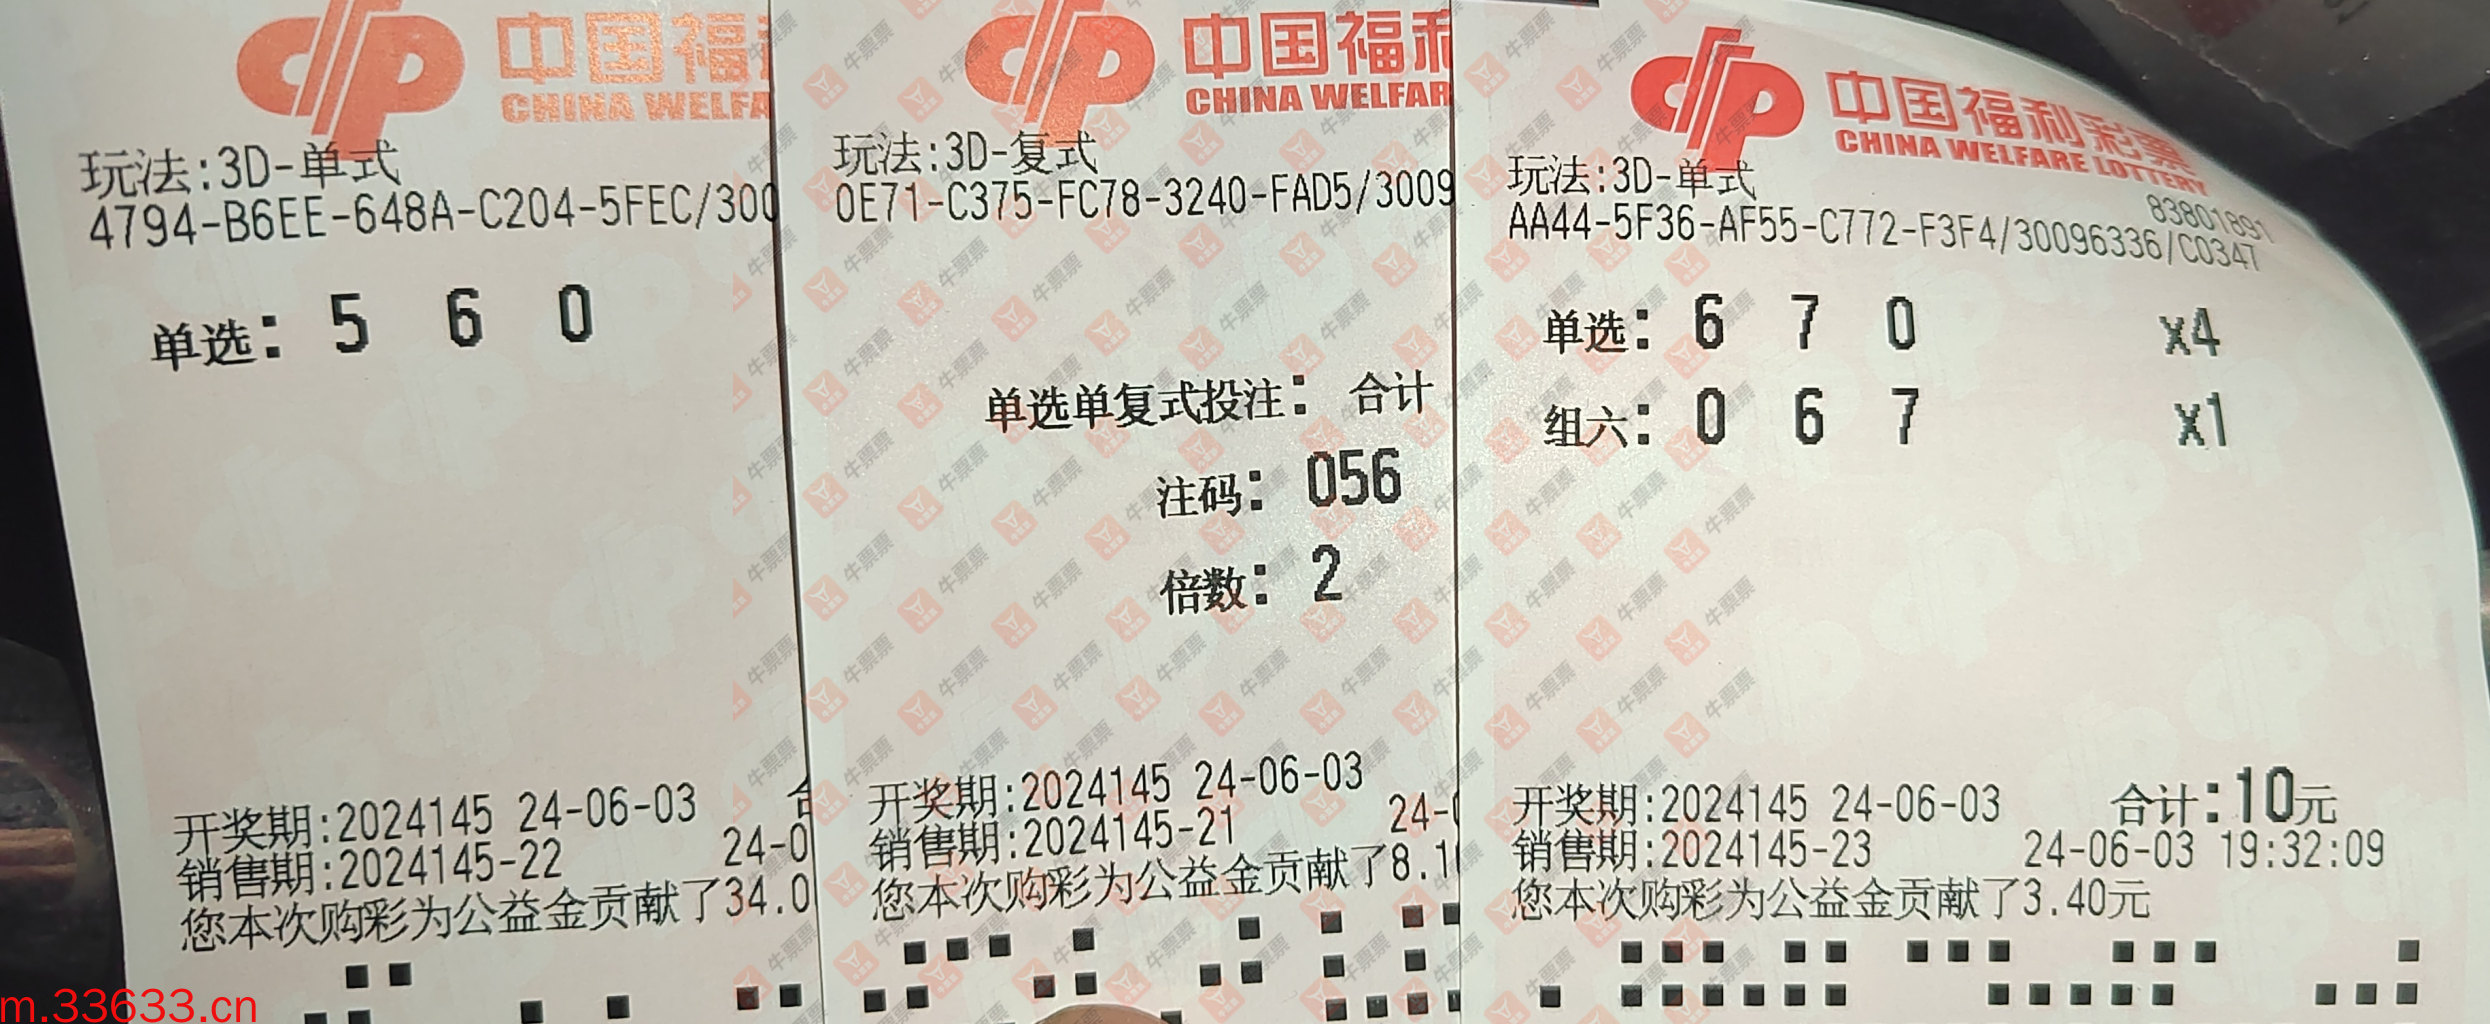 中国福
CHINA WELFA
玩法:3D-单式
4794-B6EE-648A-C204-5FEC/300
单选: 5 6 0
开奖期:2024145 24-06-03
销售期:2024145-22 24-0
您本次购彩为公益金贡献了34.0
中国福利
CHINA WELFAR
玩法:3D-复式
0E71-C375-FC78-3240-FAD5/3009
单选单复式投注: 合计
注码: 056
倍数: 2
开奖期:2024145 24-06-03
销售期:2024145-21 24-0
您本次购彩为公益金贡献了8.1
中国福利彩票
CHINA WELFARE LOTTERY
玩法:3D-单式
83801891
AA44-5F36-AF55-C772-F3F4/30096336/C034T
单选: 6 7 0 x4
组六: 0 6 7 x1
开奖期:2024145 24-06-03 合计:10元
销售期:2024145-23 24-06-03 19:32:09
您本次购彩为公益金贡献了3.40元
牛票票
m.33633.cn